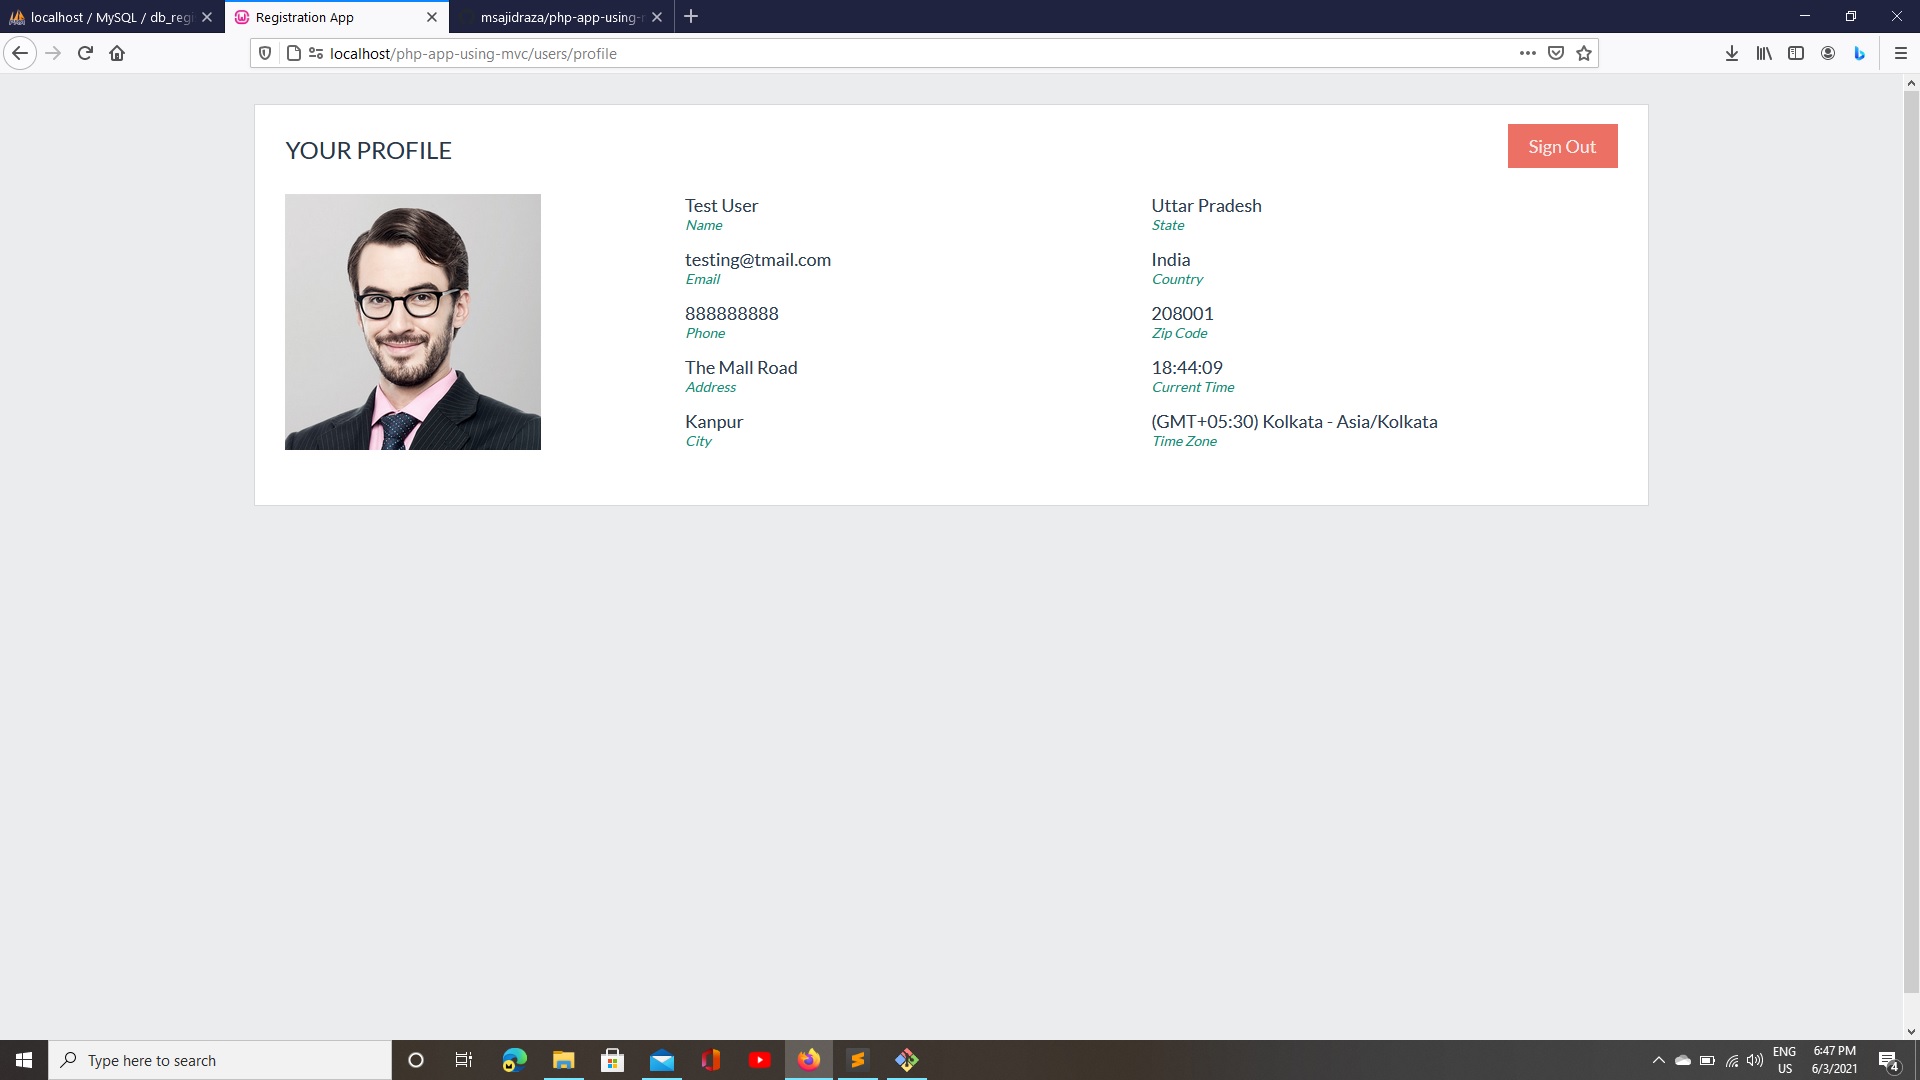 localhost / MySQL / db_regi
Registration App
msajidraza/php-app-using-
localhost/php-app-using-mvc/users/profile
YOUR PROFILE
Sign Out
Test User
Name
testing@tmail.com
Email
888888888
Phone
The Mall Road
Address
Kanpur
City
Uttar Pradesh
State
India
Country
208001
Zip Code
18:44:09
Current Time
(GMT+05:30) Kolkata - Asia/Kolkata
Time Zone
Type here to search
ENG
US
6:47 PM
6/3/2021
4